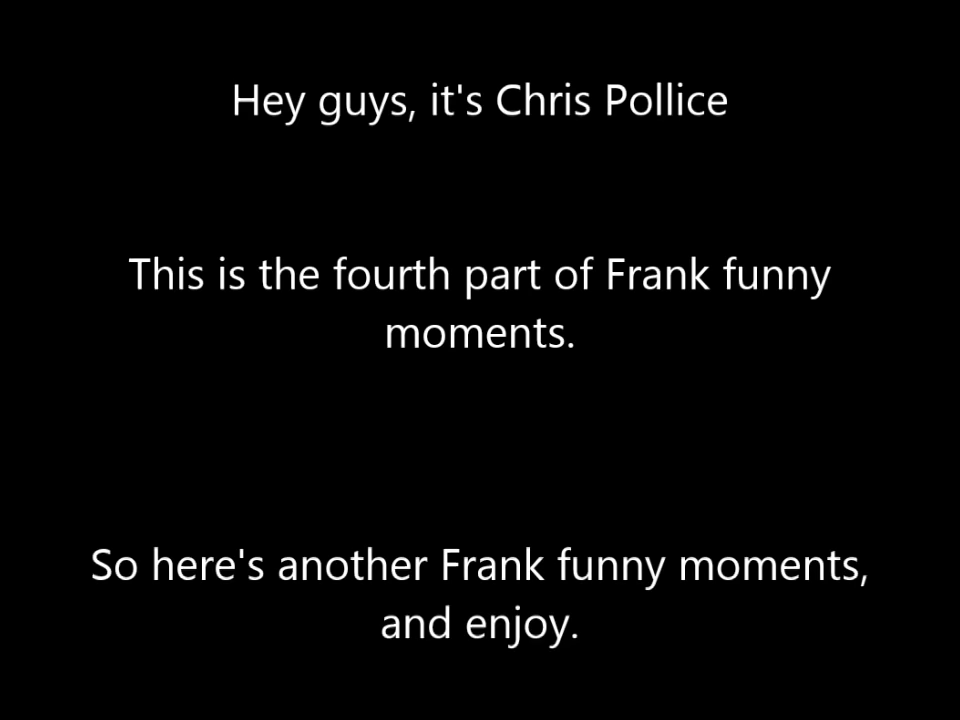 Hey guys, it's Chris Pollice
This is the fourth part of Frank funny
moments.
So here's another Frank funny moments,
and enjoy.